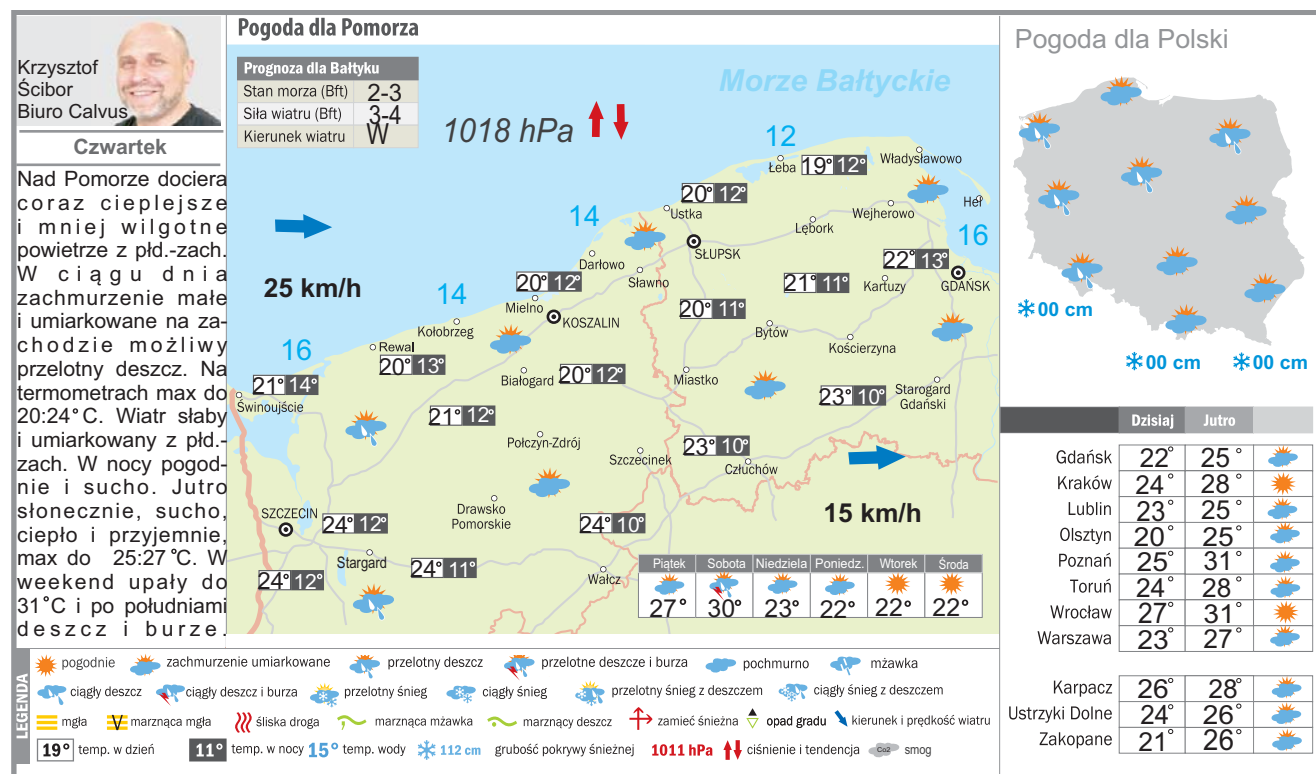 Krzysztof
Ścibor
Biuro Calvus
Czwartek
Nad Pomorze dociera
coraz cieplejsze
i mniej wilgotne
powietrze z płd.-zach.
W ciągu dnia
zachmurzenie małe
i umiarkowane na za-
chodzie możliwy
przelotny deszcz. Na
termometrach max do
20:24°C. Wiatr słaby
i umiarkowany z płd.-
zach. W nocy pogod-
nie i sucho. Jutro
słonecznie, sucho,
ciepło i przyjemnie,
max do 25:27°C. W
weekend upały do
31°C i po południami
deszcz i burze.
Pogoda dla Pomorza
Prognoza dla Bałtyku
Stan morza (Bft) 2-3
Siła wiatru (Bft) 3-4
Kierunek wiatru W
1018 hPa
Morze Bałtyckie
12
Łeba 19° 12°
Władysławowo
Hel
20° 12°
Ustka
Wejherowo
Lębork
14
16
SŁUPSK
22° 13°
GDAŃSK
Darłowo
Sławno
21° 11°
Kartuzy
25 km/h
20° 12°
Mielno
KOSZALIN
14
Kołobrzeg
20° 11°
Bytów
Kościerzyna
16
Rewal
20° 13°
Białogard
20° 12°
Miastko
21° 14°
Świnoujście
23° 10°
Starogard
Gdański
21° 12°
Połczyn-Zdrój
Szczecinek
23° 10°
Człuchów
Drawsko
Pomorskie
15 km/h
SZCZECIN
24° 12°
24° 10°
Stargard
24° 11°
24° 12°
Wałcz
Piątek Sobota Niedziela Poniedz. Wtorek Środa
27° 30° 23° 22° 22° 22°
Pogoda dla Polski
00 cm
00 cm 00 cm
Dzisiaj Jutro
Gdańsk 22° 25°
Kraków 24° 28°
Lublin 23° 25°
Olsztyn 20° 25°
Poznań 25° 31°
Toruń 24° 28°
Wrocław 27° 31°
Warszawa 23° 27°
Karpacz 26° 28°
Ustrzyki Dolne 24° 26°
Zakopane 21° 26°
LEGENDA
pogodnie zachmurzenie umiarkowane przelotny deszcz przelotne deszcze i burza pochmurno mżawka
ciągły deszcz ciągły deszcz i burza przelotny śnieg ciągły śnieg przelotny śnieg z deszczem ciągły śnieg z deszczem
mgła marznąca mgła śliska droga marznąca mżawka marznący deszcz zamieć śnieżna opad gradu kierunek i prędkość wiatru
19° temp. w dzień 11° temp. w nocy 15° temp. wody 112 cm grubość pokrywy śnieżnej 1011 hPa ciśnienie i tendencja Co2 smog